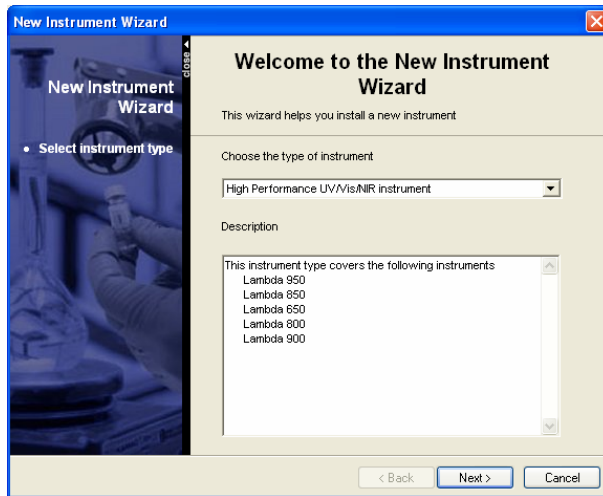 New Instrument Wizard
close
New Instrument
Wizard
• Select instrument type
Welcome to the New Instrument
Wizard
This wizard helps you install a new instrument
Choose the type of instrument
High Performance UV/Vis/NIR instrument
Description
This instrument type covers the following instruments
Lambda 950
Lambda 850
Lambda 650
Lambda 800
Lambda 900
< Back
Next >
Cancel